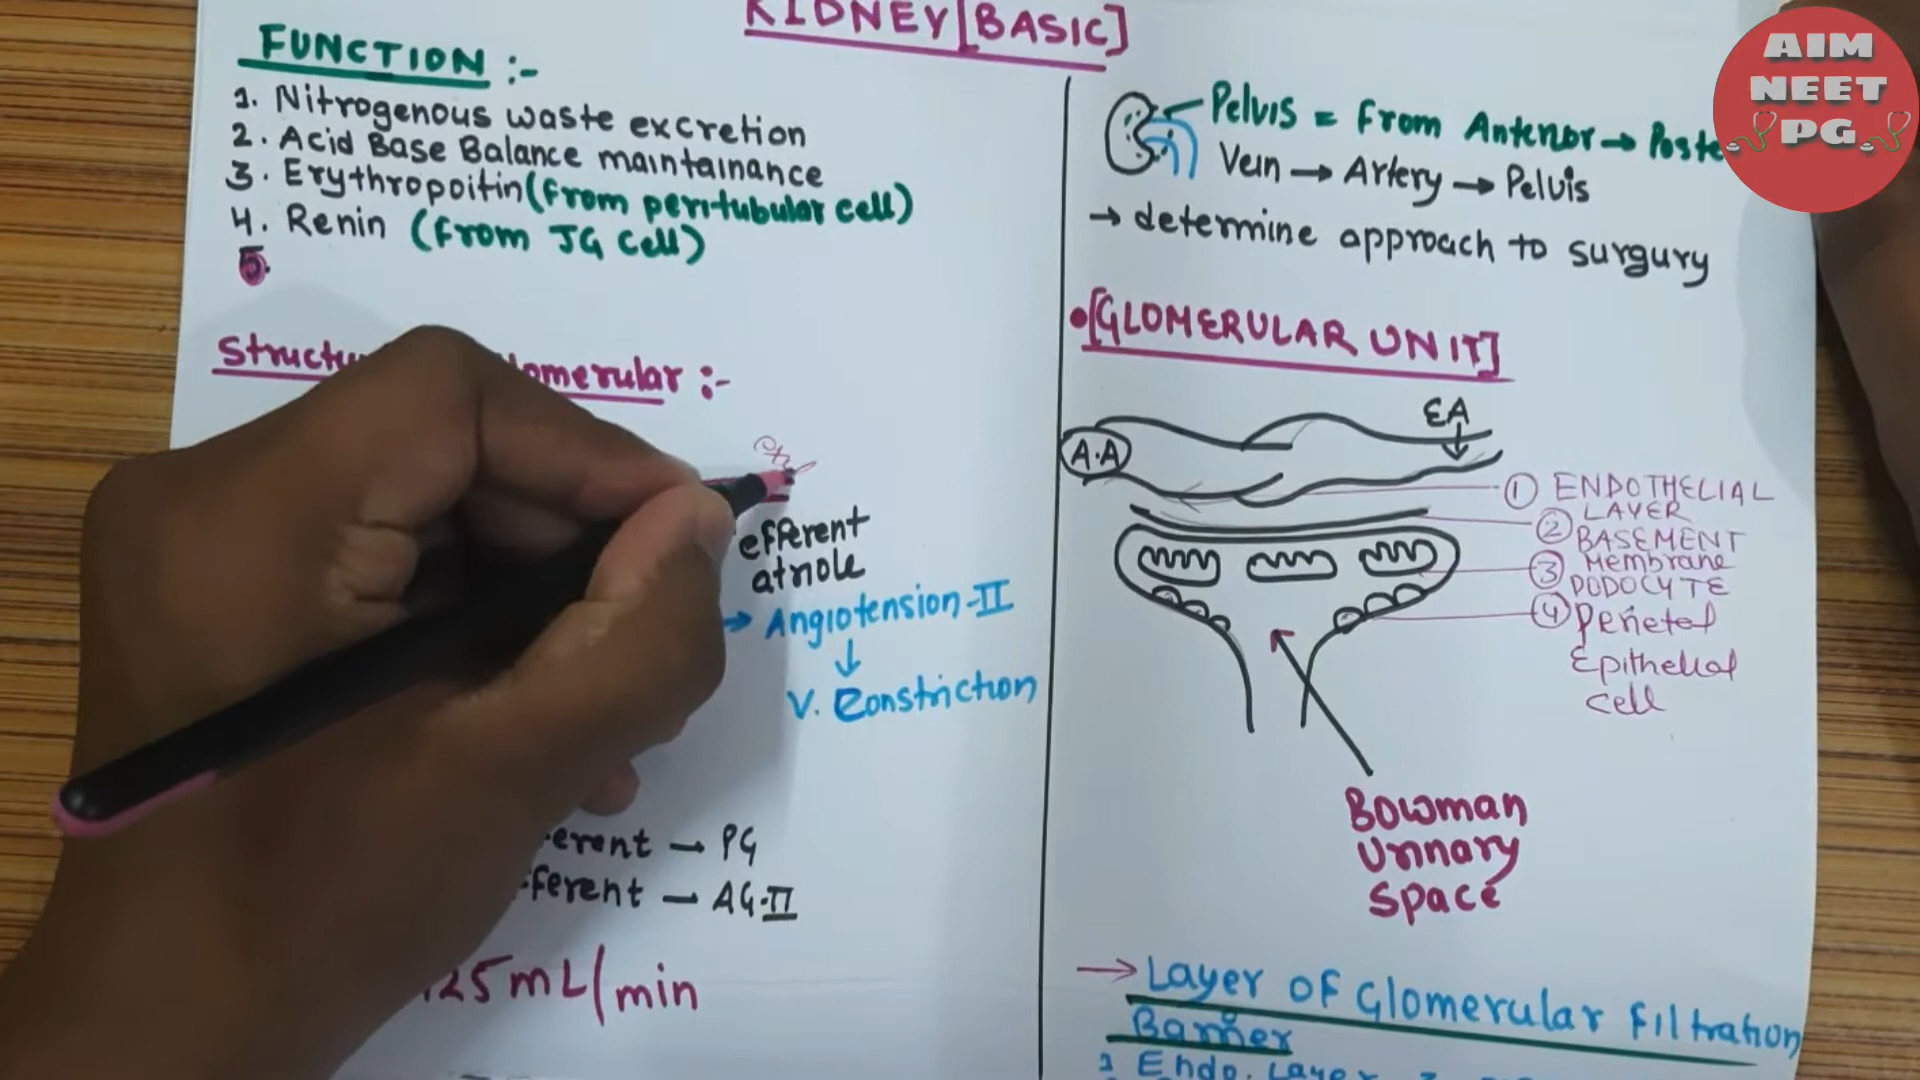 KIDNEY [BASIC]
FUNCTION :-
1. Nitrogenous waste excretion
2. Acid Base Balance maintainance
3. Erythropoitin (from peritubular cell)
4. Renin (from JG Cell)
5.
omerular :-
efferent
atriole
→ Angiotension-II
↓
V. Constriction
erent → PG
fferent → AG-II
125 mL/min
Pelvis = From Anterior → Poste
Vein → Artery → Pelvis
→ determine approach to surgury
•[GLOMERULAR UNIT]
EA
A.A
① ENDOTHELIAL
LAYER
② BASEMENT
Membrane
③ PODOCYTE
④ Perietal
Epithelial
cell
Bowman
Urinary
Space
→ Layer OF Glomerular Filtration
Barrier
Endo. Layer
AIM
NEET
PG